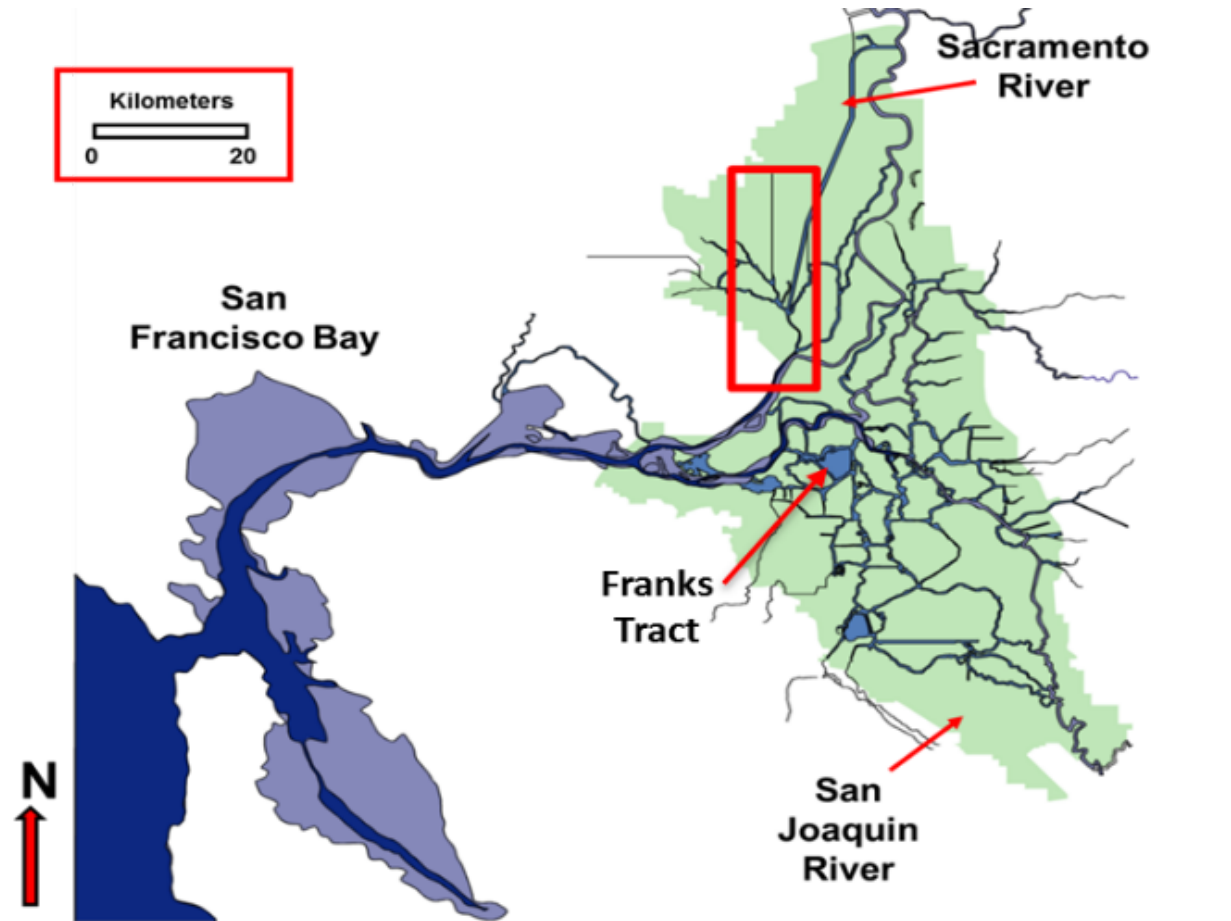 Sacramento
River
Kilometers
0 20
San
Francisco Bay
Franks
Tract
San
Joaquin
River
N